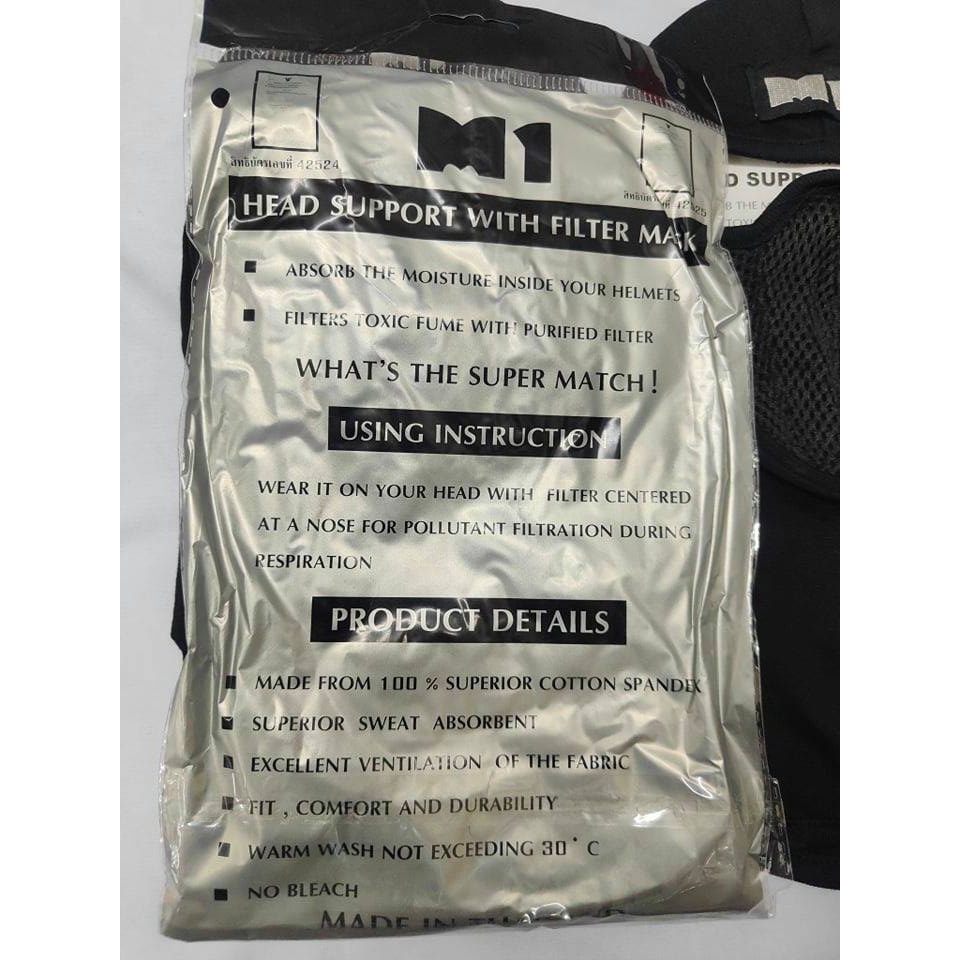 M1
สิทธิบัตรเลขที่ 42524
HEAD SUPPORT WITH FILTER MASK
ABSORB THE MOISTURE INSIDE YOUR HELMETS
FILTERS TOXIC FUME WITH PURIFIED FILTER
WHAT'S THE SUPER MATCH!
USING INSTRUCTION
WEAR IT ON YOUR HEAD WITH FILTER CENTERED
AT A NOSE FOR POLLUTANT FILTRATION DURING
RESPIRATION
PRODUCT DETAILS
MADE FROM 100 % SUPERIOR COTTON SPANDEX
SUPERIOR SWEAT ABSORBENT
EXCELLENT VENTILATION OF THE FABRIC
FIT , COMFORT AND DURABILITY
WARM WASH NOT EXCEEDING 30° C
NO BLEACH
MADE IN THAILAND